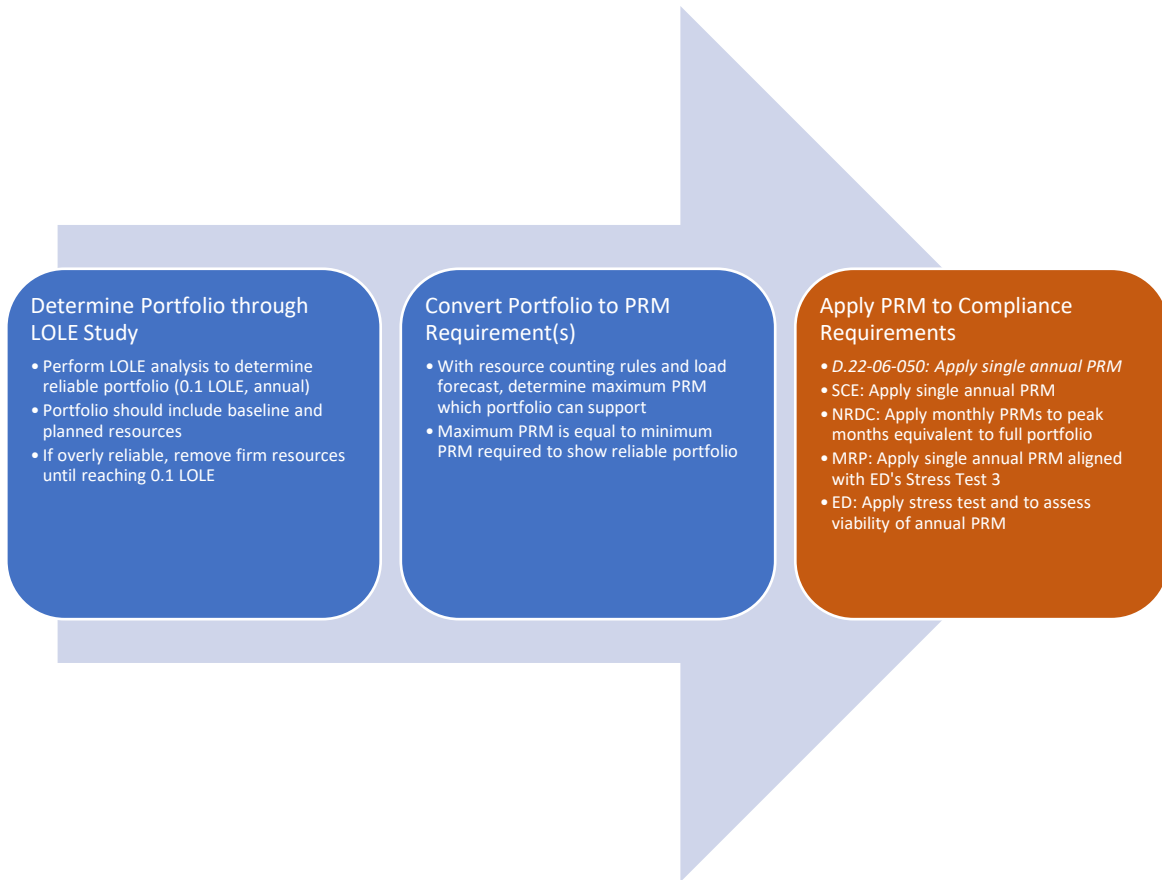 Determine Portfolio through
LOLE Study
• Perform LOLE analysis to determine
reliable portfolio (0.1 LOLE, annual)
• Portfolio should include baseline and
planned resources
• If overly reliable, remove firm resources
until reaching 0.1 LOLE
Convert Portfolio to PRM
Requirement(s)
• With resource counting rules and load
forecast, determine maximum PRM
which portfolio can support
• Maximum PRM is equal to minimum
PRM required to show reliable portfolio
Apply PRM to Compliance
Requirements
• D.22-06-050: Apply single annual PRM
• SCE: Apply single annual PRM
• NRDC: Apply monthly PRMs to peak
months equivalent to full portfolio
• MRP: Apply single annual PRM aligned
with ED's Stress Test 3
• ED: Apply stress test and to assess
viability of annual PRM